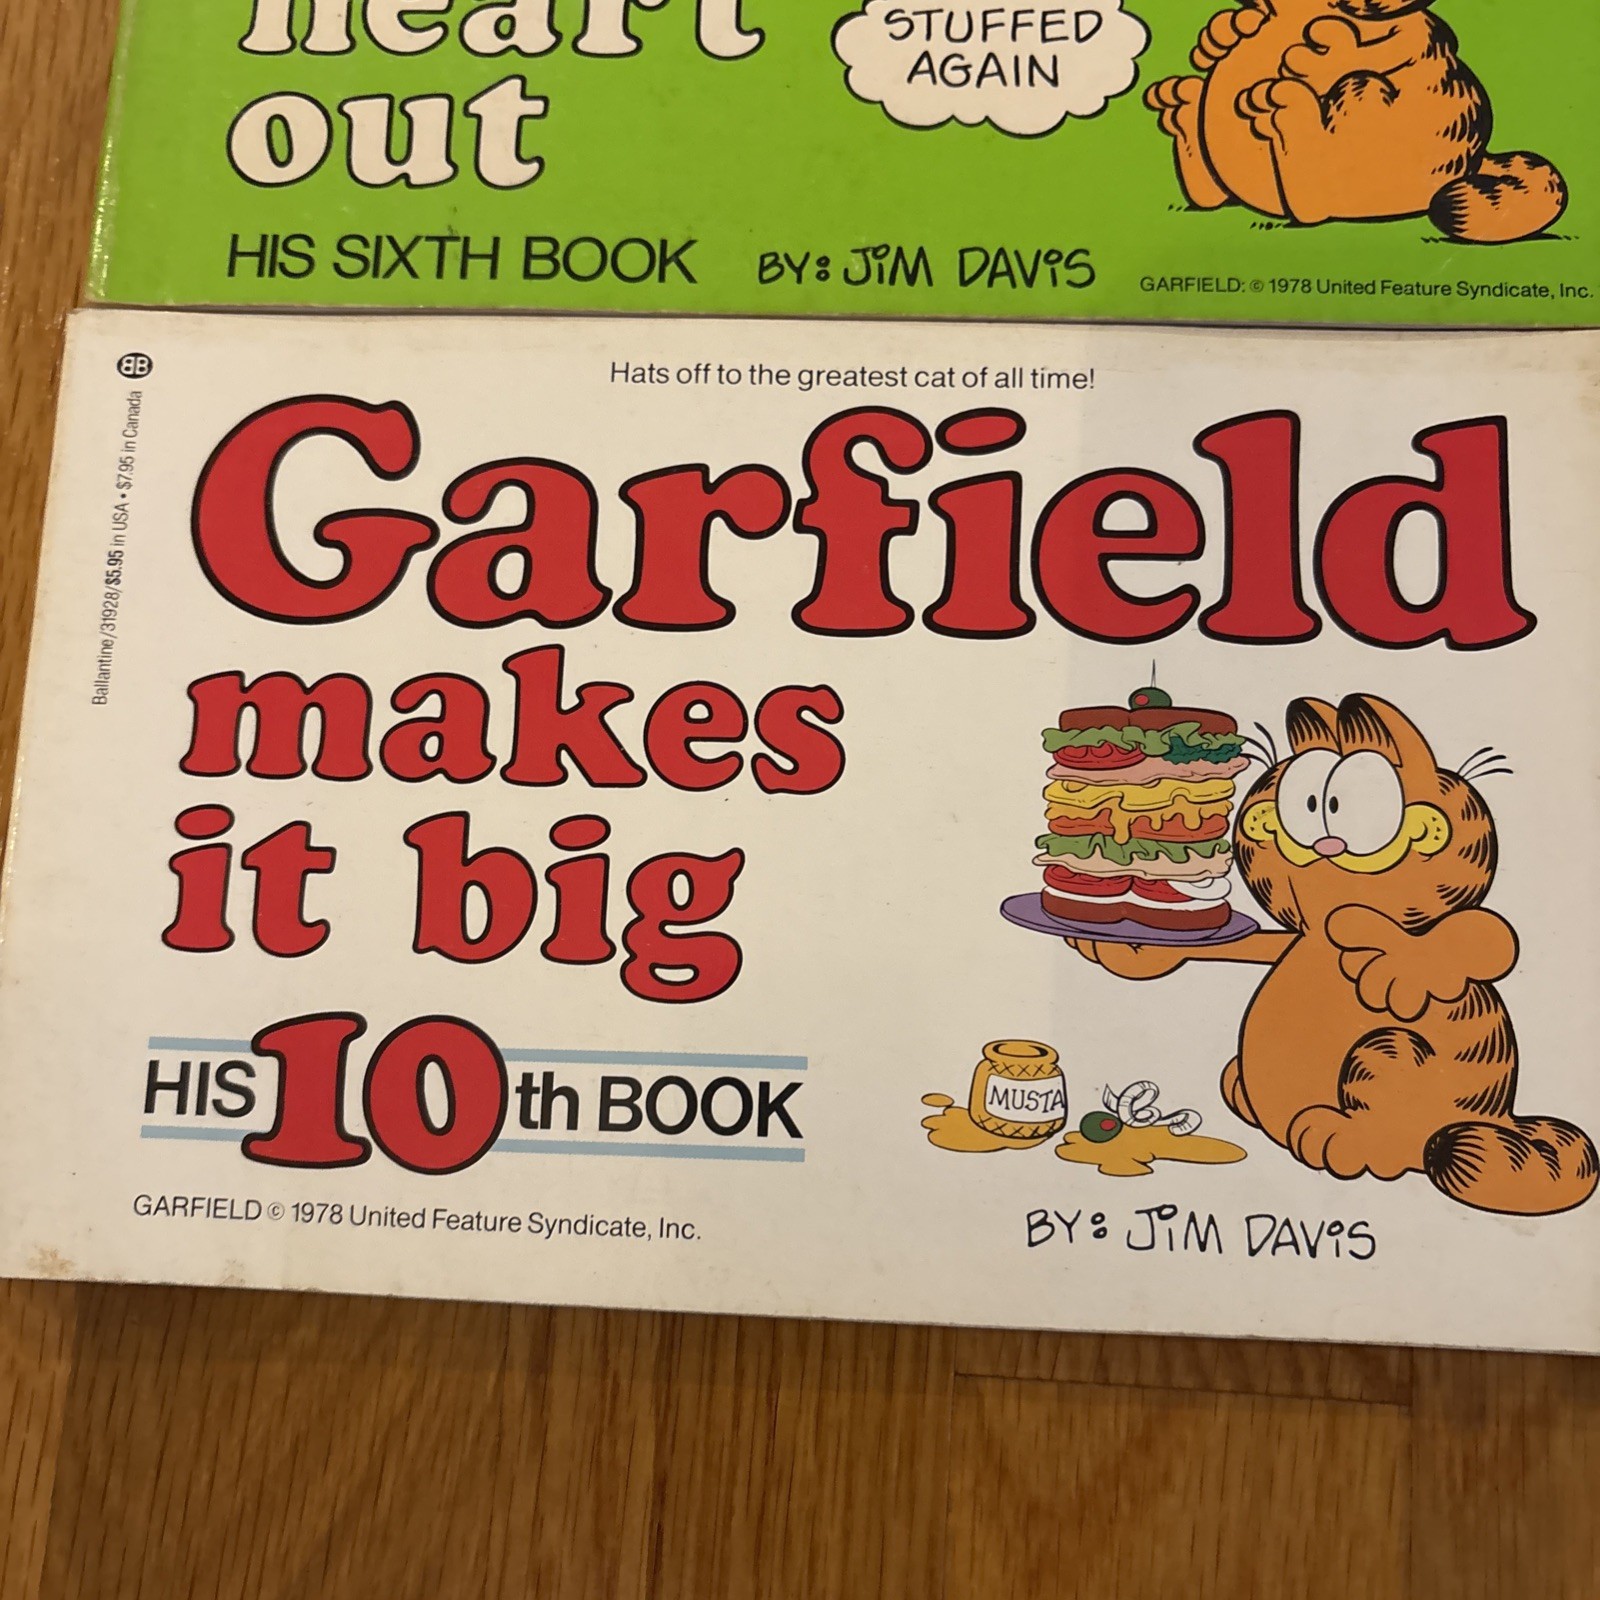 heart
out
STUFFED
AGAIN
HIS SIXTH BOOK
BY: JIM DAVIS
GARFIELD: © 1978 United Feature Syndicate, Inc.
BB
Ballantine/31928/$5.95 in USA • $7.95 in Canada
Hats off to the greatest cat of all time!
Garfield
makes
it big
HIS 10th BOOK
MUSTA
GARFIELD © 1978 United Feature Syndicate, Inc.
BY: JIM DAVIS